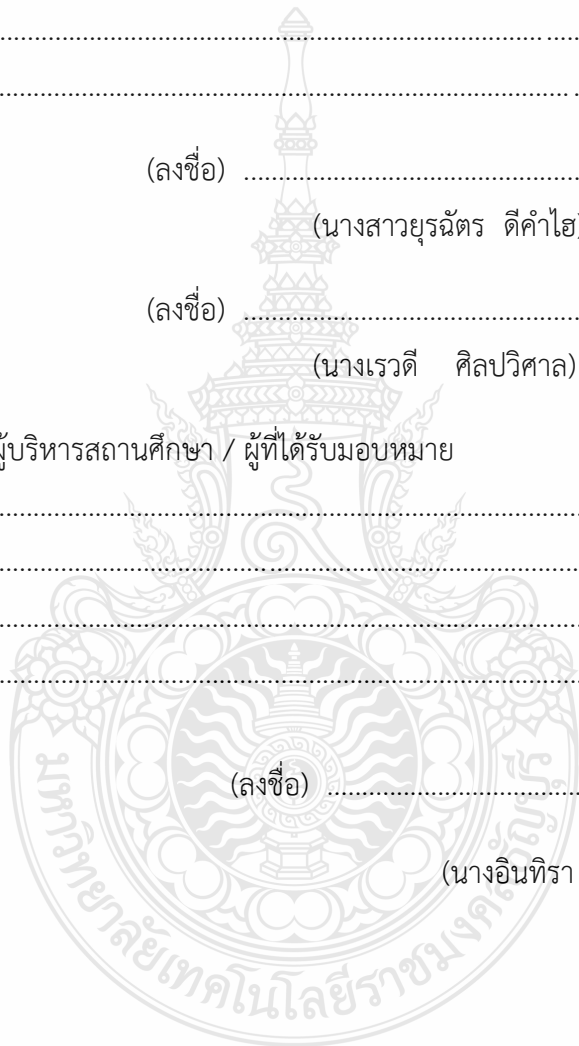 ........................................................................................................
........................................................................................................
(ลงชื่อ) ............................................................
(นางสาวยุรฉัตร ดีคำไฮ)
(ลงชื่อ) ............................................................
(นางเรวดี ศิลปวิศาล)
ผู้บริหารสถานศึกษา / ผู้ที่ได้รับมอบหมาย
........................................................................................................
........................................................................................................
........................................................................................................
........................................................................................................
(ลงชื่อ) .............................................
(นางอินทิรา
มหาวิทยาลัยเทคโนโลยีราชมงคลธัญบุรี